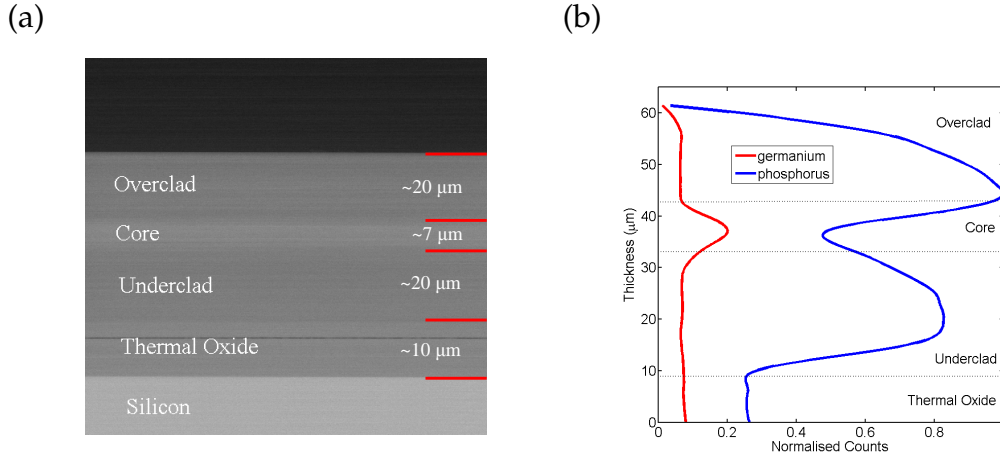 (a)
Overclad
~20 μm
Core
~7 μm
Underclad
~20 μm
Thermal Oxide
~10 μm
Silicon
(b)
60
50
40
30
20
10
0
Thickness (μm)
germanium
phosphorus
Overclad
Core
Underclad
Thermal Oxide
0
0.2
0.4
0.6
0.8
Normalised Counts